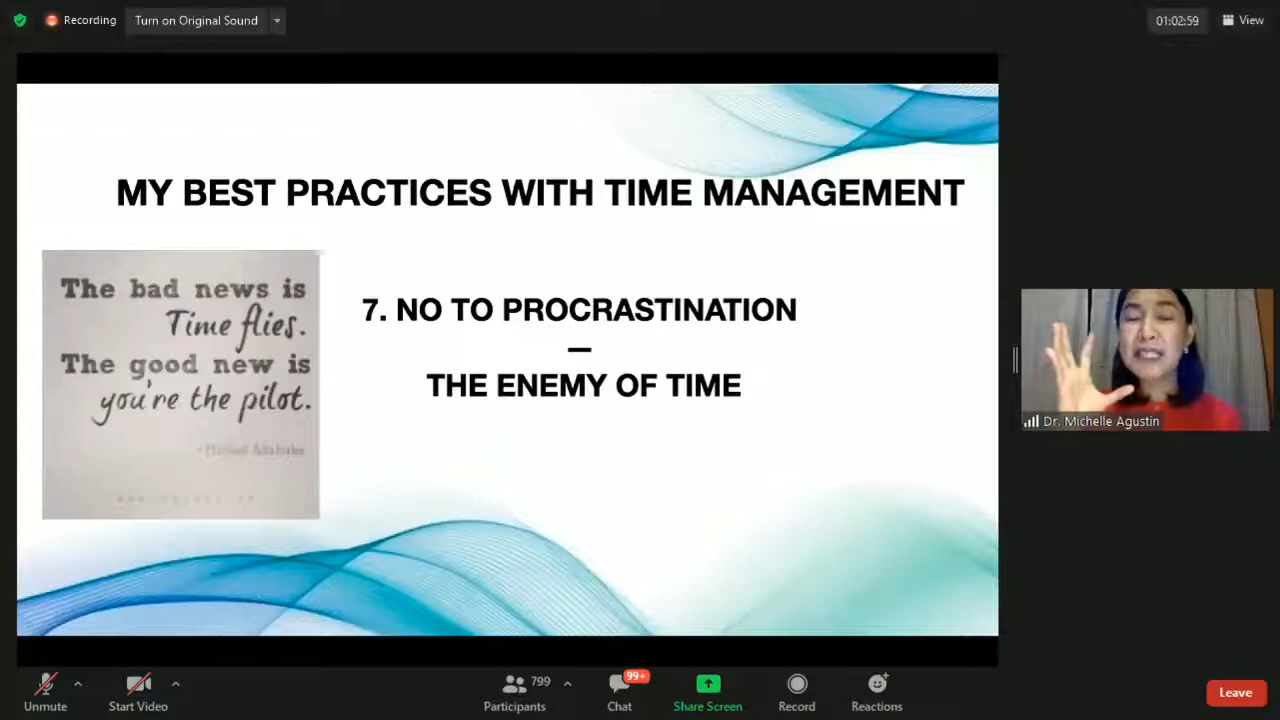 Recording
Turn on Original Sound
01:02:59
View
MY BEST PRACTICES WITH TIME MANAGEMENT
The bad news is
Time flies.
The good new is
you're the pilot.
7. NO TO PROCRASTINATION
–
THE ENEMY OF TIME
Dr. Michelle Agustin
Unmute
Start Video
799
Participants
99+
Chat
Share Screen
Record
Reactions
Leave